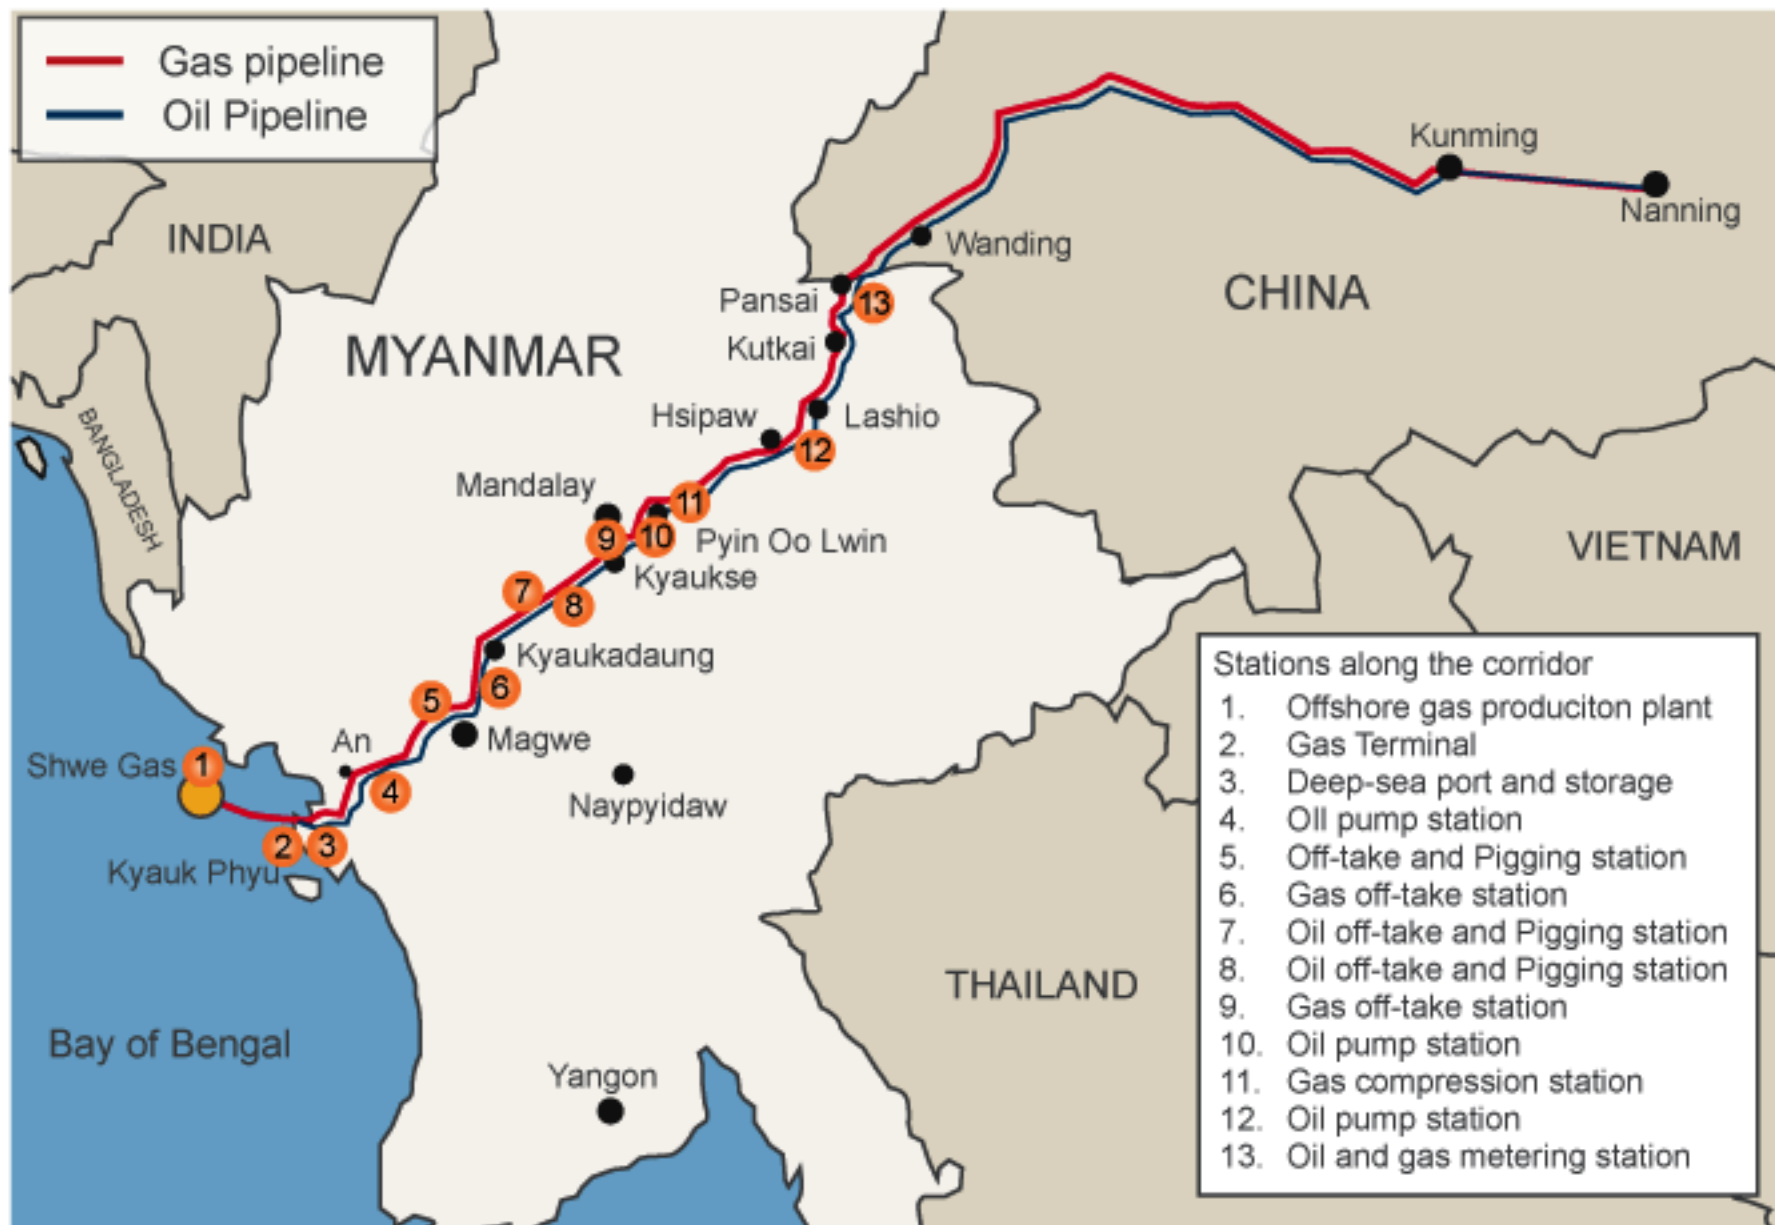 Gas pipeline
Oil Pipeline
Kunming
Nanning
INDIA
Wanding
CHINA
Pansai
13
MYANMAR
Kutkai
BANGLADESH
Hsipaw
Lashio
12
Mandalay
11
9
10
Pyin Oo Lwin
VIETNAM
Kyaukse
7
8
Kyaukadaung
6
5
An
Magwe
Shwe Gas
1
4
Naypyidaw
2
3
Kyauk Phyu
THAILAND
Bay of Bengal
Yangon
Stations along the corridor
1. Offshore gas produciton plant
2. Gas Terminal
3. Deep-sea port and storage
4. OIl pump station
5. Off-take and Pigging station
6. Gas off-take station
7. Oil off-take and Pigging station
8. Oil off-take and Pigging station
9. Gas off-take station
10. Oil pump station
11. Gas compression station
12. Oil pump station
13. Oil and gas metering station